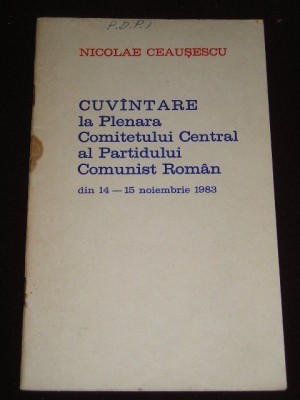 P.D.P.I
NICOLAE CEAUȘESCU
CUVÎNTARE
la Plenara
Comitetului Central
al Partidului
Comunist Român
din 14 — 15 noiembrie 1983